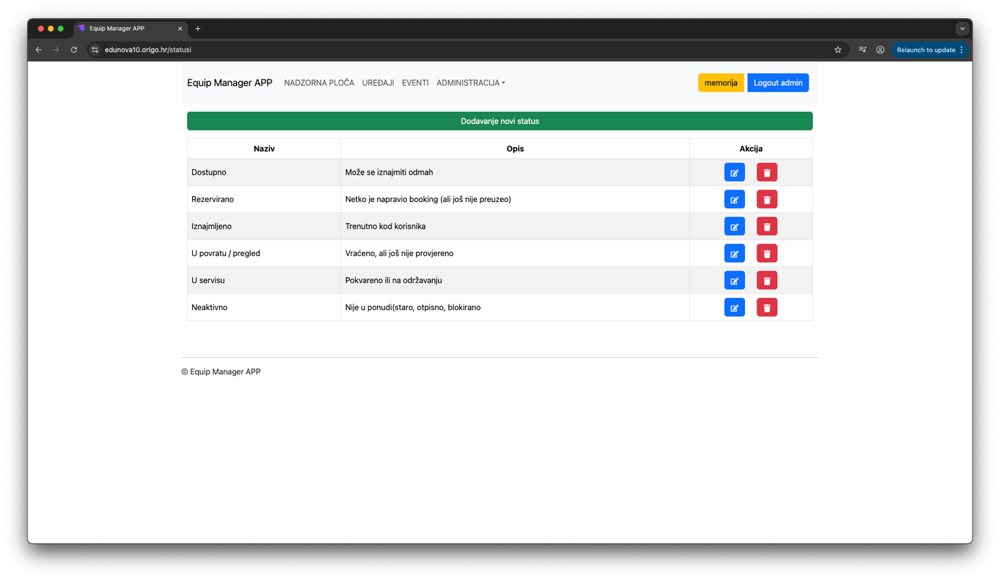 Equip Manager APP
edunova10.origo.hr/statusi
Relaunch to update
Equip Manager APP NADZORNA PLOČA UREĐAJI EVENTI ADMINISTRACIJA memorija Logout admin
Dodavanje novi status
Naziv Opis Akcija
Dostupno Može se iznajmiti odmah
Rezervirano Netko je napravio booking (ali još nije preuzeo)
Iznajmljeno Trenutno kod korisnika
U povratu / pregled Vraćeno, ali još nije provjereno
U servisu Pokvareno ili na održavanju
Neaktivno Nije u ponudi(staro, otpisno, blokirano
© Equip Manager APP